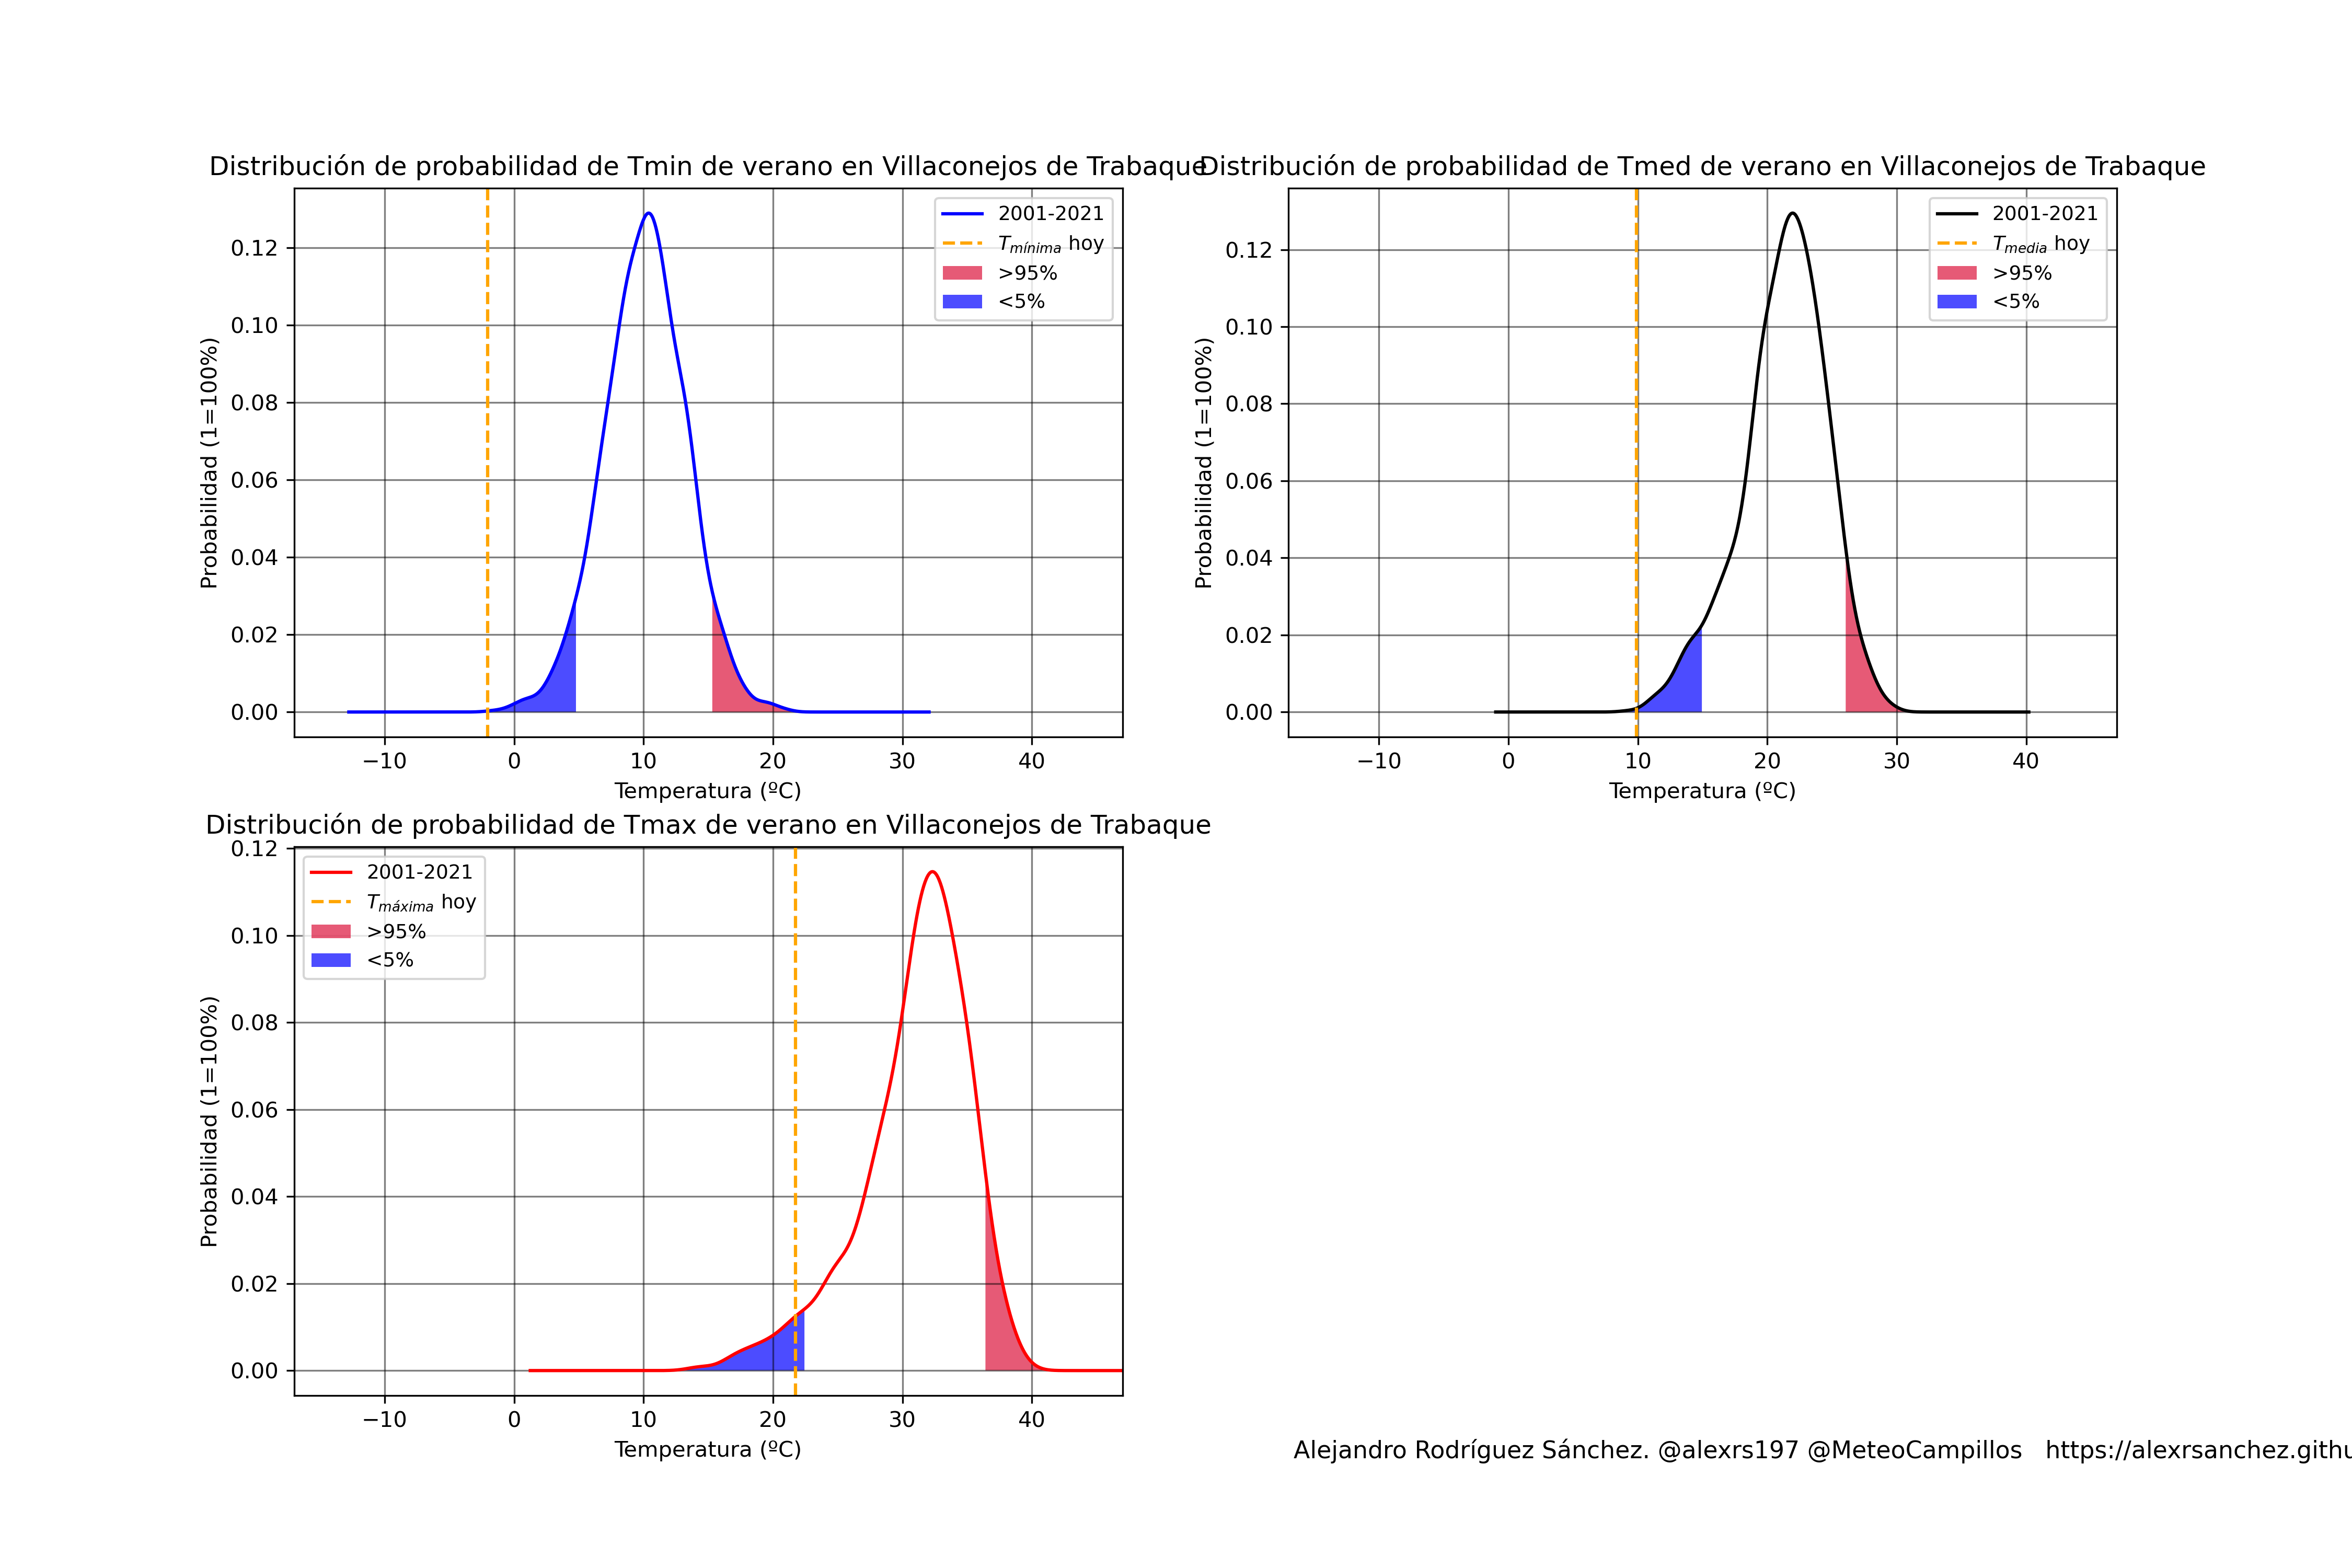 Distribución de probabilidad de Tmin de verano en Villaconejos de Trabaque
0.12
0.10
0.08
0.06
0.04
0.02
0.00
Probabilidad (1=100%)
2001-2021
Tmínima hoy
>95%
<5%
−10 0 10 20 30 40
Temperatura (ºC)
Distribución de probabilidad de Tmed de verano en Villaconejos de Trabaque
0.12
0.10
0.08
0.06
0.04
0.02
0.00
Probabilidad (1=100%)
2001-2021
Tmedia hoy
>95%
<5%
−10 0 10 20 30 40
Temperatura (ºC)
Distribución de probabilidad de Tmax de verano en Villaconejos de Trabaque
0.12
0.10
0.08
0.06
0.04
0.02
0.00
Probabilidad (1=100%)
2001-2021
Tmáxima hoy
>95%
<5%
−10 0 10 20 30 40
Temperatura (ºC)
Alejandro Rodríguez Sánchez. @alexrs197 @MeteoCampillos https://alexrsanchez.githu